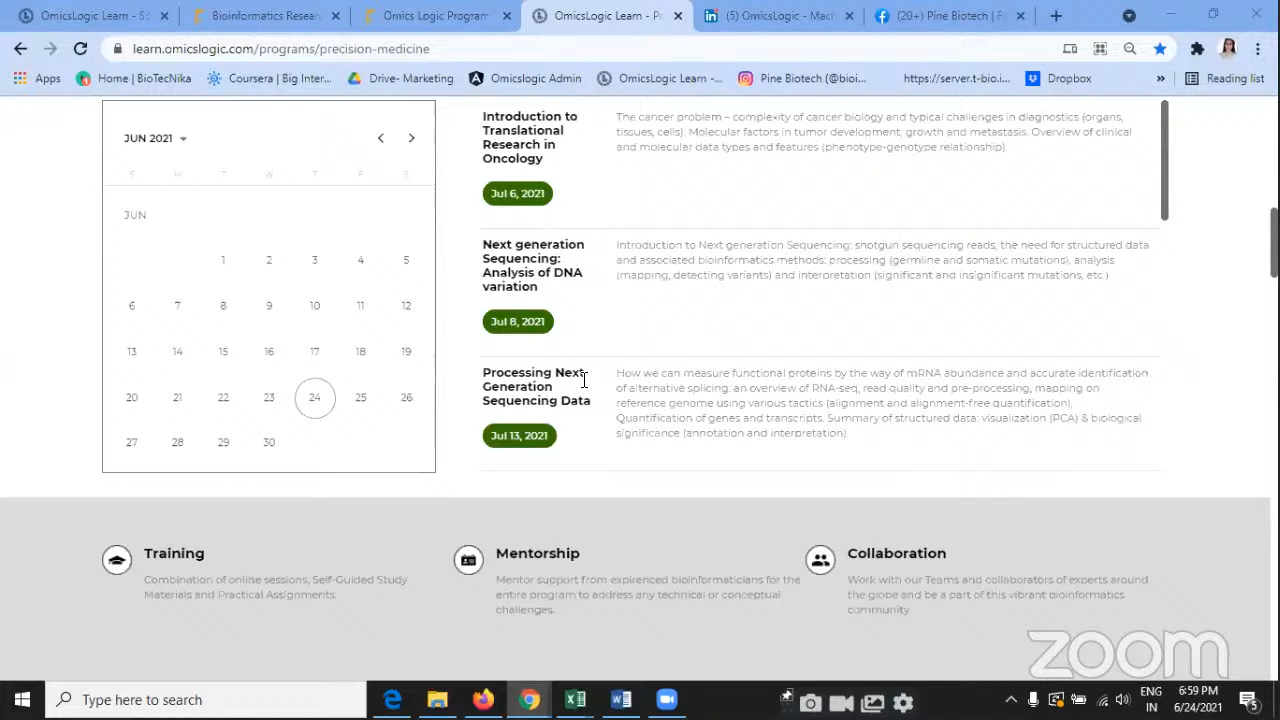 OmicsLogic Learn - S
Bioinformatics Resear
Omics Logic Program
OmicsLogic Learn - Pr
(5) OmicsLogic - Mac
(20+) Pine Biotech | F
learn.omicslogic.com/programs/precision-medicine
Apps
Home | BioTecNika
Coursera | Big Inter...
Drive- Marketing
Omicslogic Admin
OmicsLogic Learn -...
Pine Biotech (@bioi...
https://server.t-bio.i...
Dropbox
»
Reading list
JUN 2021
S M T W T F S
JUN
1 2 3 4 5
6 7 8 9 10 11 12
13 14 15 16 17 18 19
20 21 22 23 24 25 26
27 28 29 30
Introduction to
Translational
Research in
Oncology
Jul 6, 2021
The cancer problem – complexity of cancer biology and typical challenges in diagnostics (organs,
tissues, cells). Molecular factors in tumor development, growth and metastasis. Overview of clinical
and molecular data types and features (phenotype-genotype relationship)
Next generation
Sequencing:
Analysis of DNA
variation
Jul 8, 2021
Introduction to Next generation Sequencing: shotgun sequencing reads, the need for structured data
and associated bioinformatics methods: processing (germline and somatic mutations), analysis
(mapping, detecting variants) and interpretation (significant and insignificant mutations, etc.)
Processing Next
Generation
Sequencing Data
Jul 13, 2021
How we can measure functional proteins by the way of mRNA abundance and accurate identification
of alternative splicing: an overview of RNA-seq, read quality and pre-processing, mapping on
reference genome using various tactics (alignment and alignment-free quantification),
Quantification of genes and transcripts. Summary of structured data: visualization (PCA) & biological
significance (annotation and interpretation)
Training
Combination of online sessions, Self-Guided Study
Materials and Practical Assignments.
Mentorship
Mentor support from expirenced bioinformaticians for the
entire program to address any technical or conceptual
challenges.
Collaboration
Work with our Teams and collaborators of experts around
the globe and be a part of this vibrant bioinformatics
community
zoom
Type here to search
ENG
IN
6:59 PM
6/24/2021
5